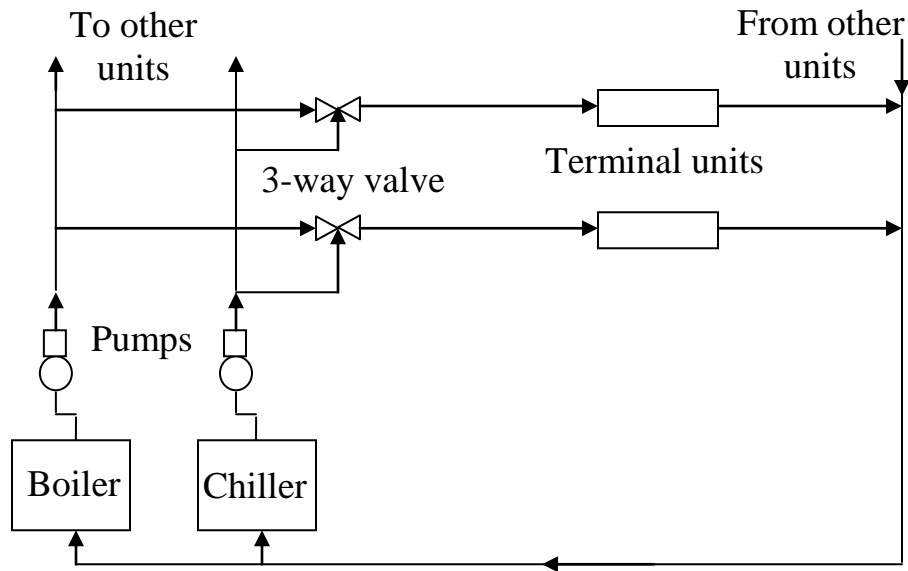 To other
units
From other
units
3-way valve
Terminal units
Pumps
Boiler
Chiller